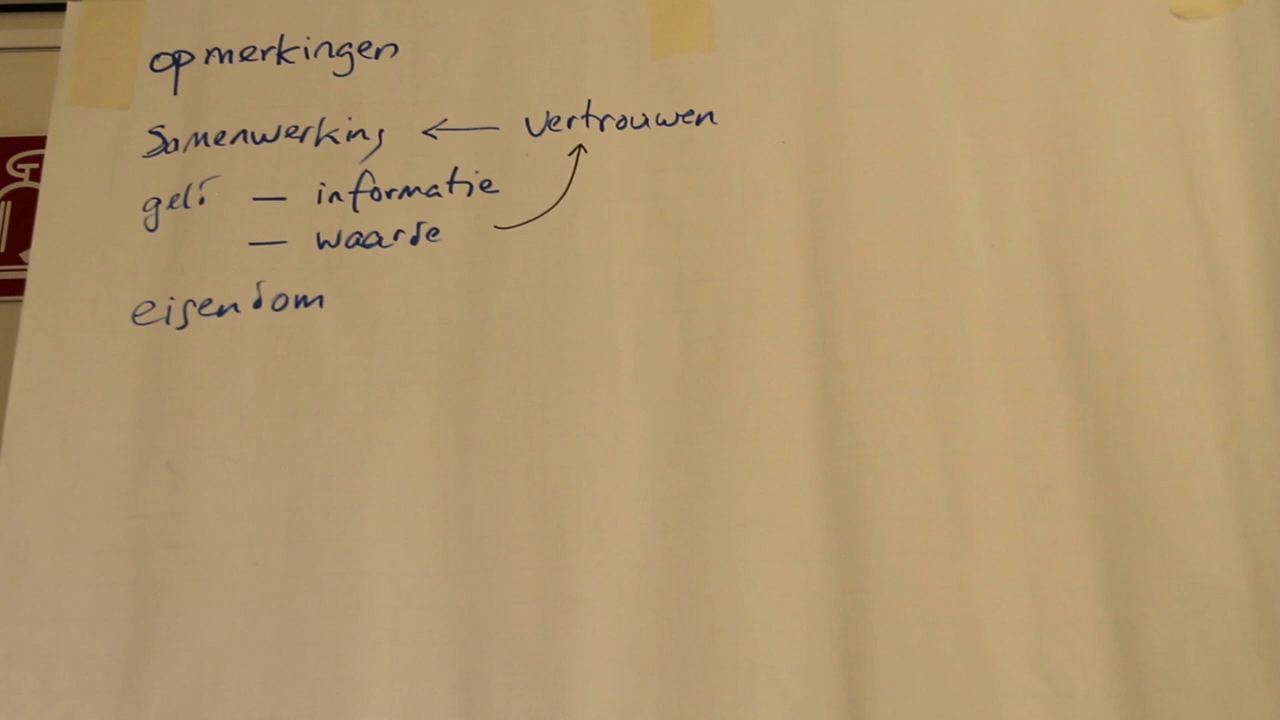 opmerkingen
Samenwerking ← vertrouwen
geld — informatie
— waarde
eigendom